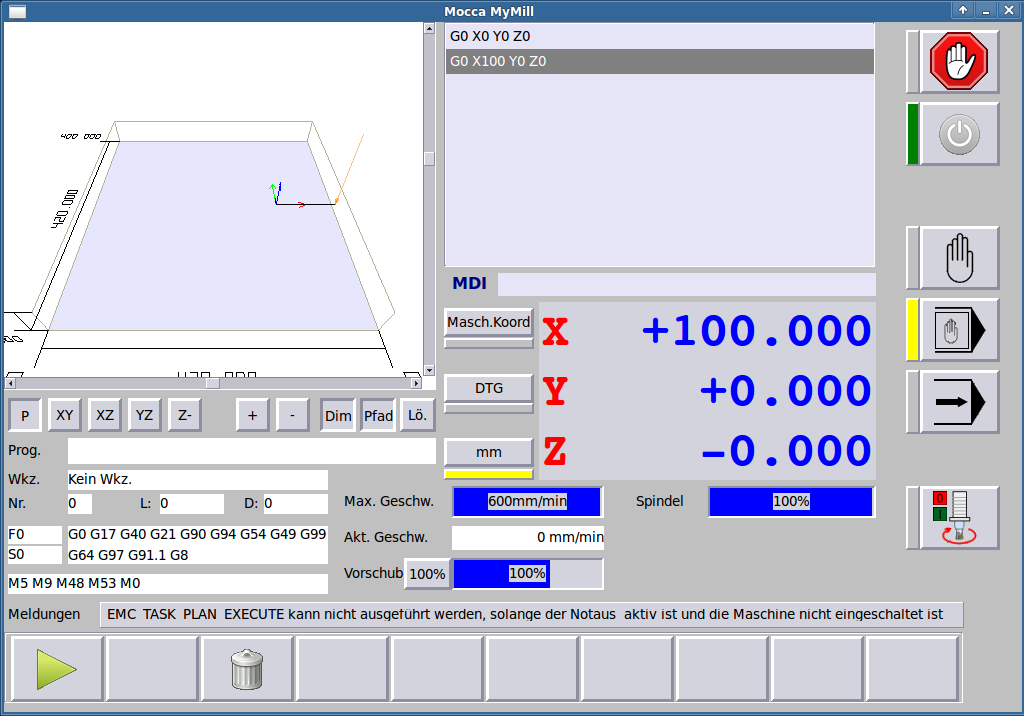 Mocca MyMill
G0 X0 Y0 Z0
G0 X100 Y0 Z0
400 000
420.000
MDI
Masch.Koord
X +100.000
DTG
Y +0.000
mm
Z -0.000
P XY XZ YZ Z- + - Dim Pfad Lö.
Prog.
Wkz. Kein Wkz.
Nr. 0 L: 0 D: 0
Max. Geschw. 600mm/min Spindel 100%
F0 G0 G17 G40 G21 G90 G94 G54 G49 G99
Akt. Geschw. 0 mm/min
S0 G64 G97 G91.1 G8
Vorschub 100% 100%
M5 M9 M48 M53 M0
0
I
Meldungen EMC TASK PLAN EXECUTE kann nicht ausgeführt werden, solange der Notaus aktiv ist und die Maschine nicht eingeschaltet ist